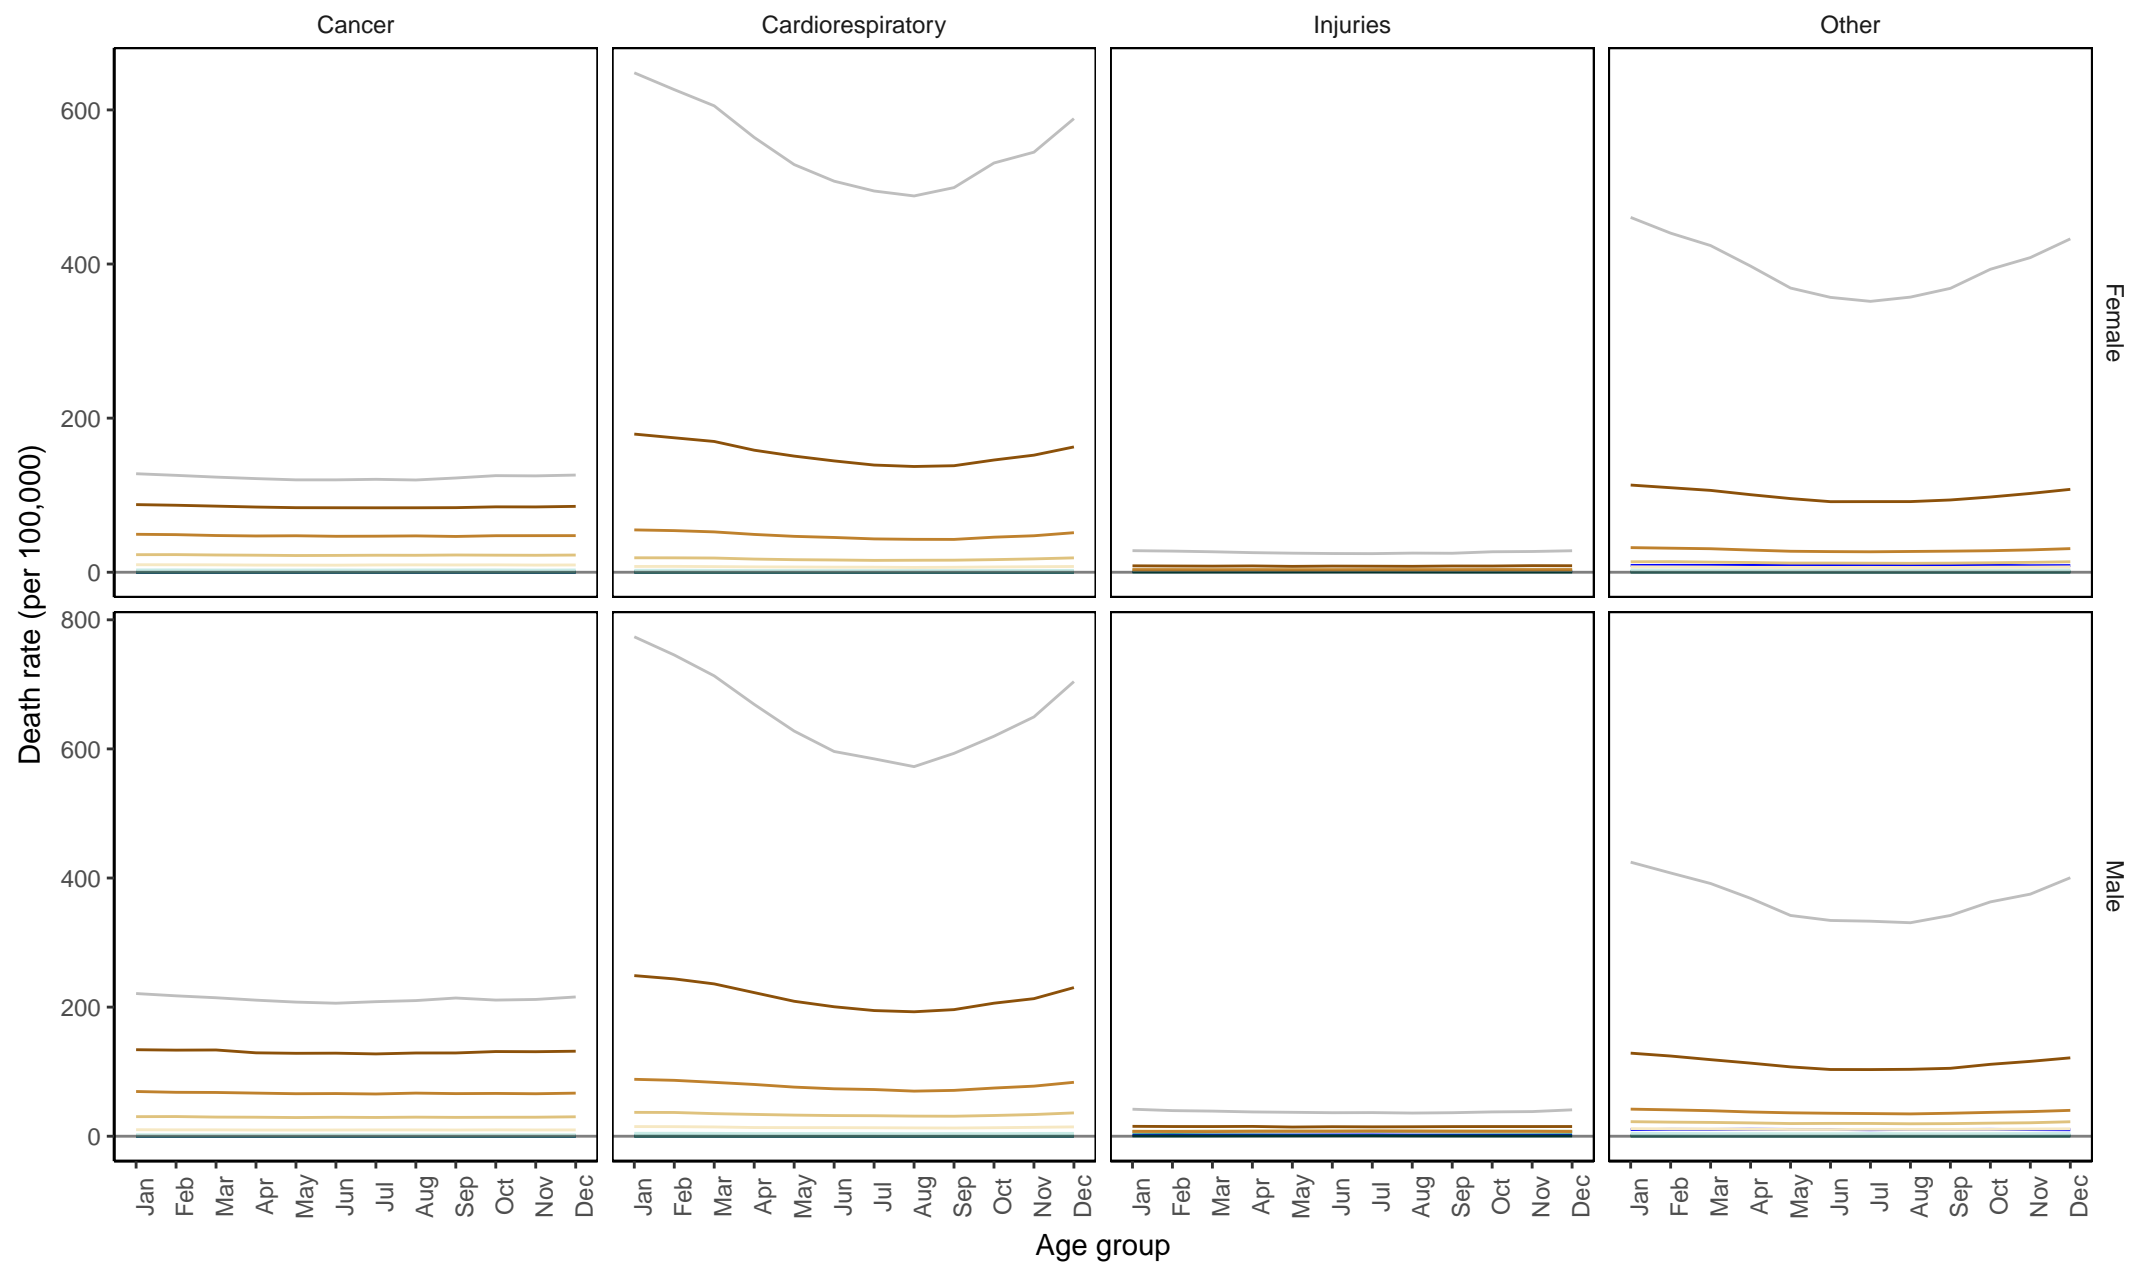 Cancer Cardiorespiratory Injuries Other
600
400
200
0
Female
800
600
400
200
0
Male
Death rate (per 100,000)
Jan Feb Mar Apr May Jun Jul Aug Sep Oct Nov Dec Jan Feb Mar Apr May Jun Jul Aug Sep Oct Nov Dec Jan Feb Mar Apr May Jun Jul Aug Sep Oct Nov Dec Jan Feb Mar Apr May Jun Jul Aug Sep Oct Nov Dec
Age group